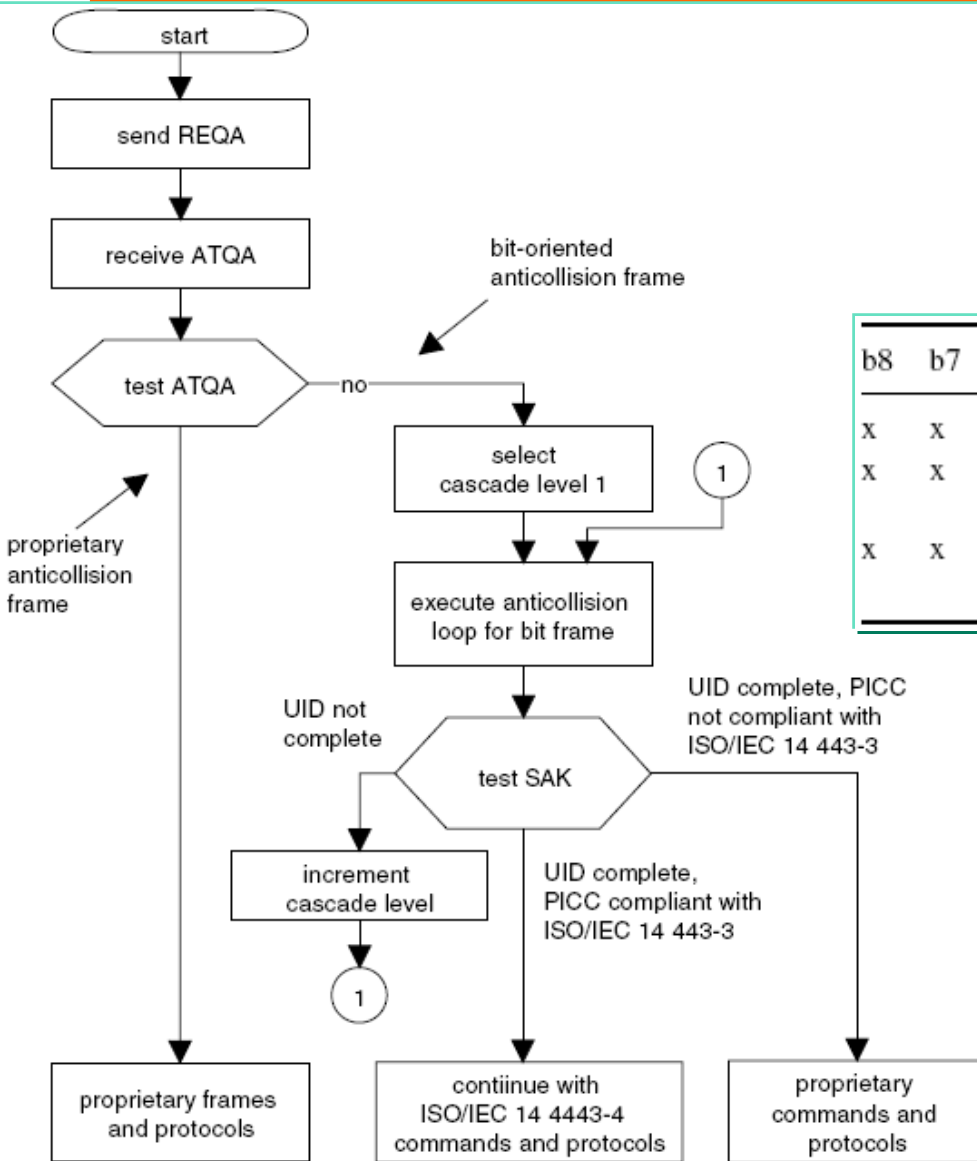 start
send REQA
receive ATQA
bit-oriented
anticollision frame
test ATQA
no
b8 b7
x x
x x
x x
select
cascade level 1
1
proprietary
anticollision
frame
execute anticollision
loop for bit frame
UID not
complete
UID complete, PICC
not compliant with
ISO/IEC 14 443-3
test SAK
increment
cascade level
UID complete,
PICC compliant with
ISO/IEC 14 443-3
1
proprietary frames
and protocols
contiinue with
ISO/IEC 14 4443-4
commands and protocols
proprietary
commands and
protocols